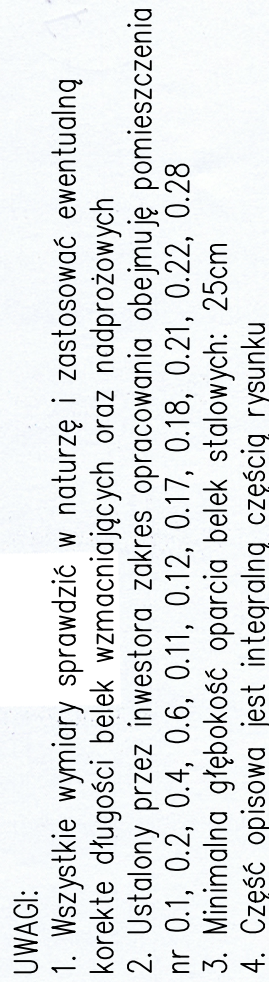 UWAGI:
1. Wszystkie wymiary sprawdzić w naturzę i zastosować ewentualną
korekte długości belek wzmacniających oraz nadprożowych
2. Ustalony przez inwestora zakres opracowania obejmuję pomieszczenia
nr 0.1, 0.2, 0.4, 0.6, 0.11, 0.12, 0.17, 0.18, 0.21, 0.22, 0.28
3. Minimalna głębokość oparcia belek stalowych: 25cm
4. Część opisowa jest integralną częścią rysunku